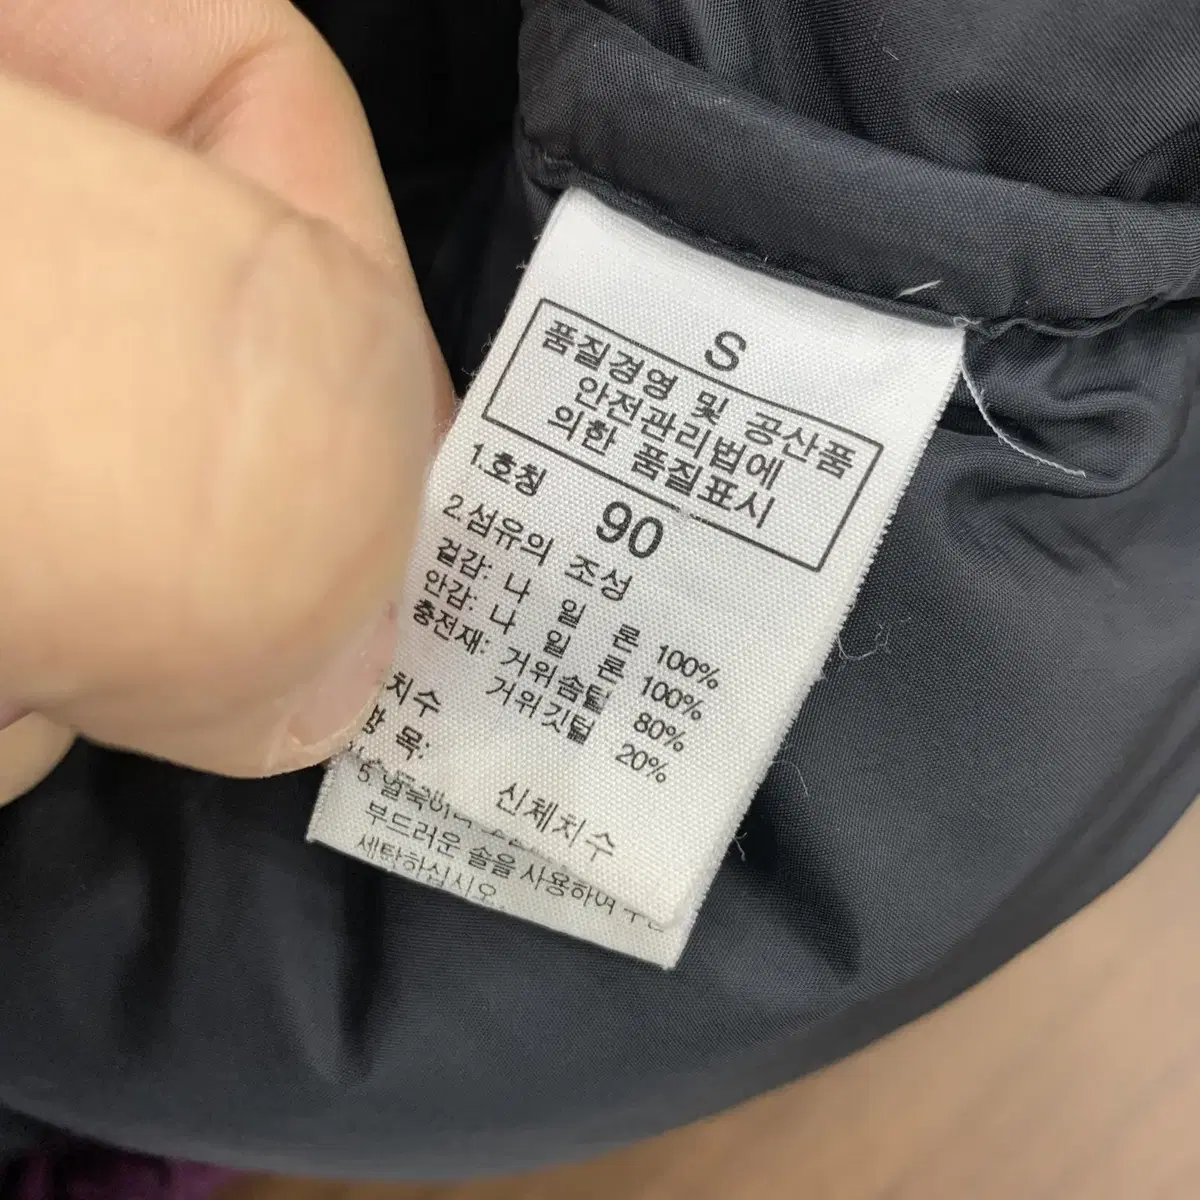 S
품질경영 및 공산품
안전관리법에
의한 품질표시
1.호칭 90
2.섬유의 조성
겉감: 나 일 론 100%
안감: 나 일 론 100%
충전재: 거위솜털 80%
거위깃털 20%
치수
항 목:
신체치수
5.
부드러운 솔을 사용하여
세탁하십시오